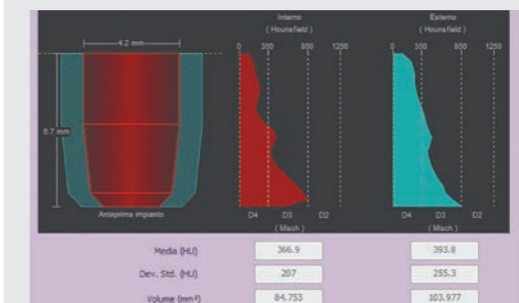 Interno
( Hounsfield )
Esterno
( Hounsfield )
0 350 850 1250
0 350 850 1250
4.2 mm
8.7 mm
Anteprima impianto
D4 D3 D2
( Misch )
D4 D3 D2
( Misch )
Media (HU) 366.9 393.8
Dev. Std. (HU) 207 255.3
Volume (mm³) 84.753 103.977